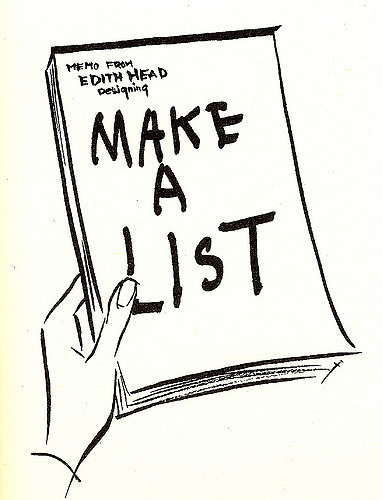 MEMO FROM
EDITH HEAD
Designing
MAKE
A
LIST